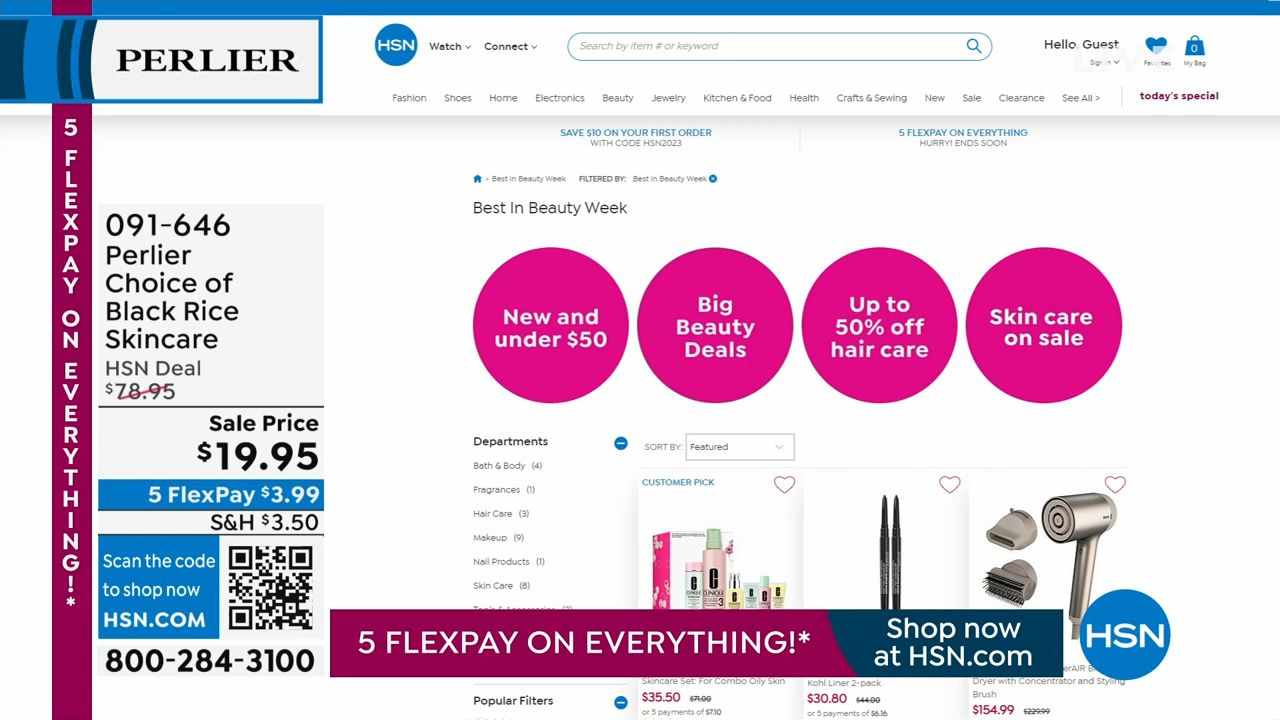 PERLIER
5 FLEXPAY ON EVERYTHING!*
091-646
Perlier
Choice of
Black Rice
Skincare
HSN Deal
$78.95
Sale Price
$19.95
5 FlexPay $3.99
S&H $3.50
Scan the code
to shop now
HSN.COM
800-284-3100
HSN
Watch
Connect
Search by item # or keyword
Hello, Guest
Favorites
0
My Bag
Fashion
Shoes
Home
Electronics
Beauty
Jewelry
Kitchen & Food
Health
Crafts & Sewing
New
Sale
Clearance
See All >
today's special
SAVE $10 ON YOUR FIRST ORDER
WITH CODE HSN2023
5 FLEXPAY ON EVERYTHING
HURRY! ENDS SOON
> Best in Beauty Week FILTERED BY: Best in Beauty Week
Best In Beauty Week
New and
under $50
Big
Beauty
Deals
Up to
50% off
hair care
Skin care
on sale
Departments
Bath & Body (4)
Fragrances (1)
Hair Care (3)
Makeup (9)
Nail Products (1)
Skin Care (8)
SORT BY: Featured
CUSTOMER PICK
CLINIQUE
3
5 FLEXPAY ON EVERYTHING!*
Shop now
at HSN.com
HSN
Popular Filters
Skincare Set: For Combo Oily Skin
$35.50 $71.00
or 5 payments of $7.10
Kohl Liner 2-pack
$30.80 $44.00
or 5 payments of $6.16
Dryer with Concentrator and Styling
Brush
$154.99 $229.99